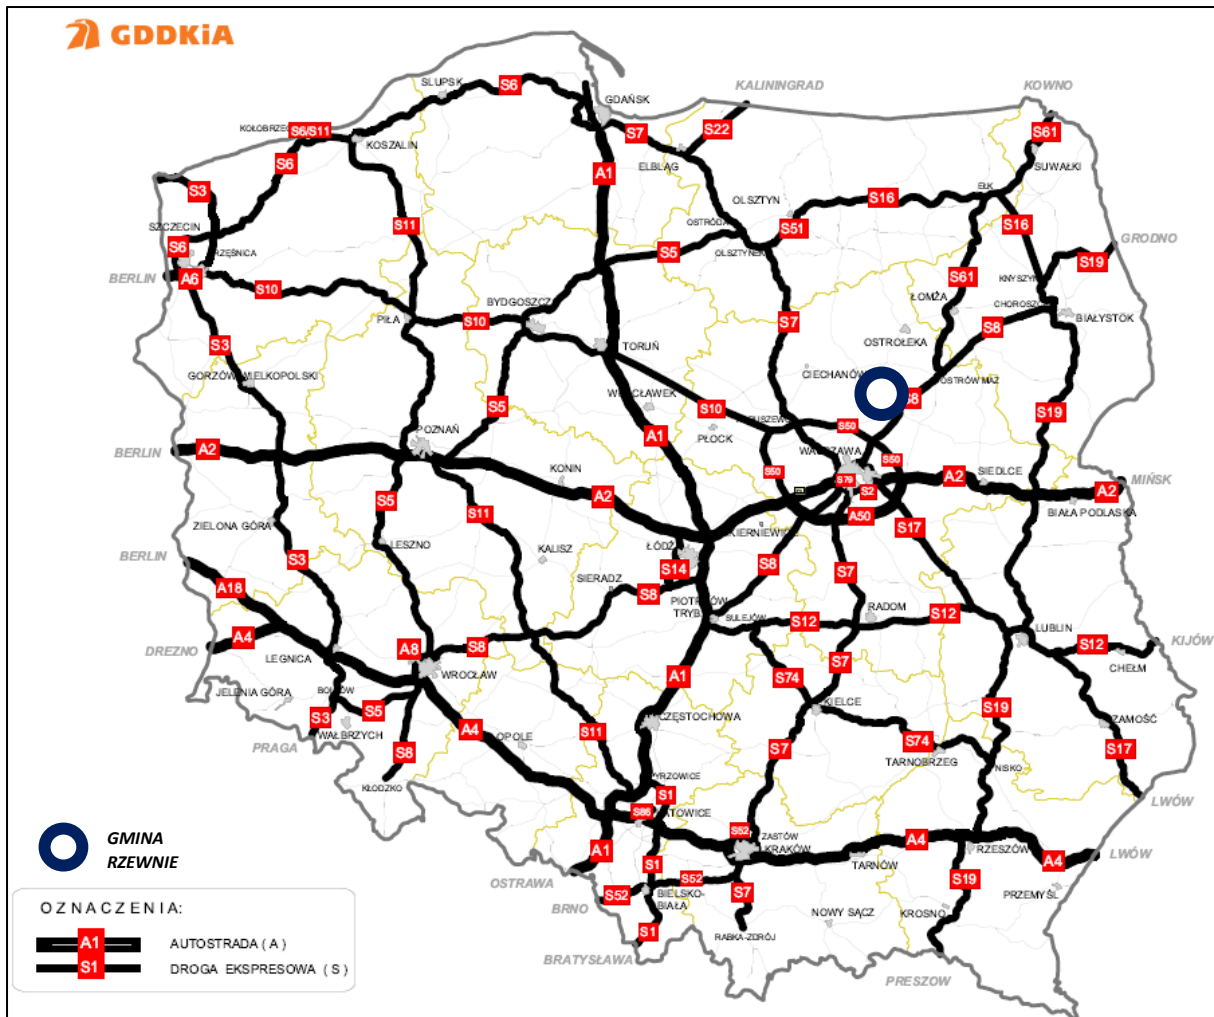 GDDKiA
KALININGRAD
KOWNO
SŁUPSK
S6
GDAŃSK
S22
S61
KOŁOBRZEG
S6/S11
KOSZALIN
S7
ELBLĄG
SUWAŁKI
S6
A1
S3
EŁK
OLSZTYN
S16
SZCZECIN
S11
OSTRÓDA
S51
S16
GRODNO
S6
RZĘŚNICA
S5
OLSZTYNEK
S19
BERLIN
A6
S10
S61
KNYSZYN
BYDGOSZCZ
ŁOMŻA
CHOROSZCZ
PIŁA
S10
S7
S8
BIAŁYSTOK
S3
TORUŃ
OSTROŁĘKA
GORZÓW WIELKOPOLSKI
CIECHANÓW
OSTRÓW MAZ
WŁOCŁAWEK
S5
S10
S8
S19
PŁOCK
S50
POZNAŃ
A1
BERLIN
A2
WARSZAWA
S50
KONIN
S50
S79
S2
A2
SIEDLCE
MIŃSK
A2
A2
S5
BIAŁA PODLASKA
ZIELONA GÓRA
S11
A50
S17
LESZNO
ŁÓDŹ
BERLIN
S3
KALISZ
S8
S14
S7
A18
SIERADZ
S8
PIOTRKÓW
TRYB.
SULEJÓW
S12
RADOM
S12
A4
LUBLIN
KIJÓW
DREZNO
LEGNICA
A8
S8
S12
CHEŁM
WROCŁAW
A1
S74
S7
JELENIA GÓRA
S3
S5
KIELCE
S19
CZĘSTOCHOWA
ZAMOŚĆ
WAŁBRZYCH
A4
S11
S74
PRAGA
S8
OPOLE
S7
TARNOBRZEG
S17
NISKO
KŁODZKO
S1
LWÓW
S86
S52
ZASTÓW
GMINA
RZEWNIE
A1
KRAKÓW
A4
RZESZÓW
LWÓW
S1
TARNÓW
A4
OSTRAWA
S52
S7
S19
PRZEMYŚL
S52
BIELSKO-
BIAŁA
BRNO
KROSNO
NOWY SĄCZ
S1
RABKA-ZDRÓJ
BRATYSŁAWA
PRESZOW
OZNACZENIA:
A1 AUTOSTRADA ( A )
S1 DROGA EKSPRESOWA ( S )